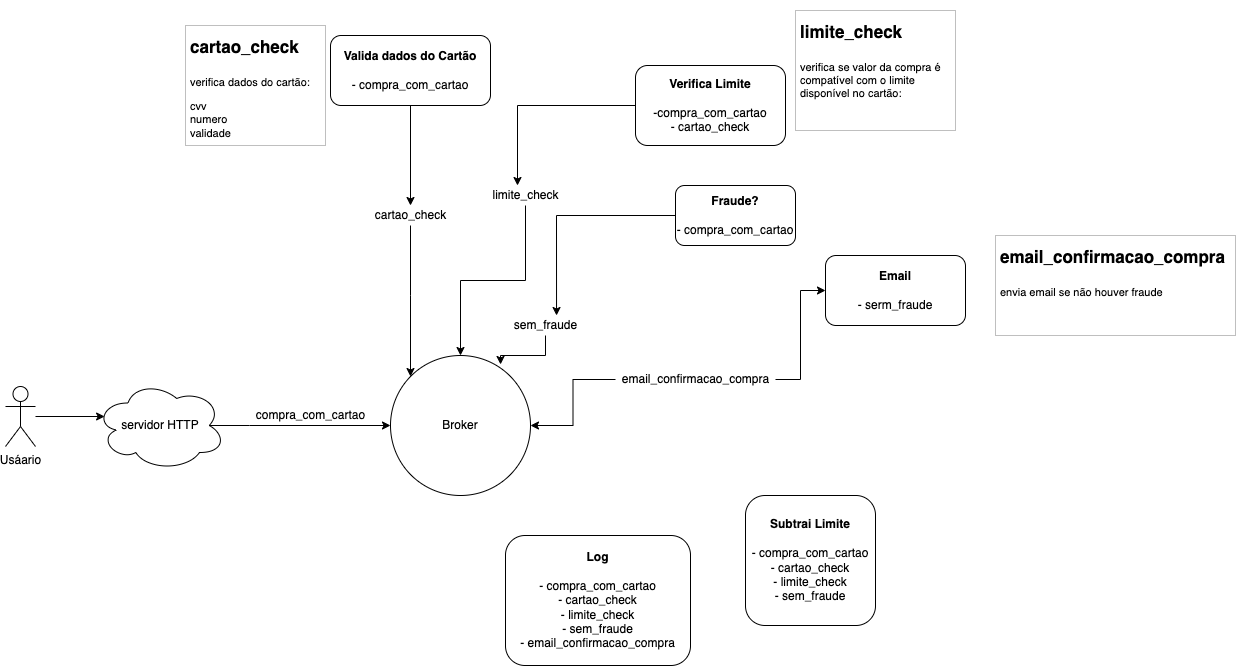 cartao_check
verifica dados do cartão:
cvv
numero
validade
Valida dados do Cartão
- compra_com_cartao
Verifica Limite
-compra_com_cartao
- cartao_check
limite_check
verifica se valor da compra é
compatível com o limite
disponível no cartão:
limite_check
cartao_check
Fraude?
- compra_com_cartao
sem_fraude
Email
- serm_fraude
email_confirmacao_compra
envia email se não houver fraude
email_confirmacao_compra
Usáario
servidor HTTP
compra_com_cartao
Broker
Log
- compra_com_cartao
- cartao_check
- limite_check
- sem_fraude
- email_confirmacao_compra
Subtrai Limite
- compra_com_cartao
- cartao_check
- limite_check
- sem_fraude